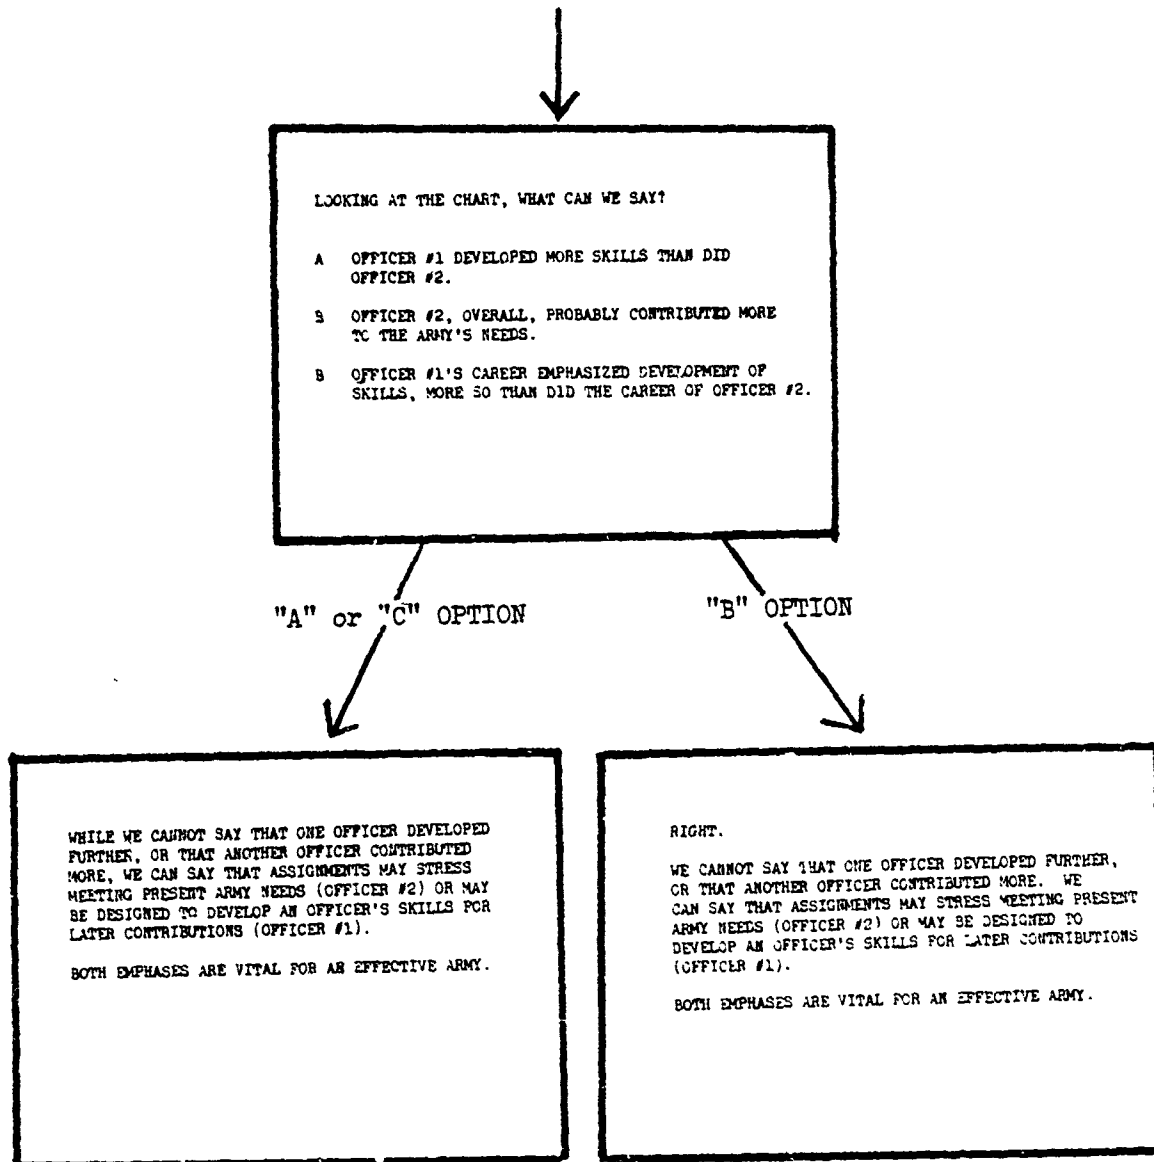 LOOKING AT THE CHART, WHAT CAN WE SAY?
A OFFICER #1 DEVELOPED MORE SKILLS THAN DID
OFFICER #2.
B OFFICER #2, OVERALL, PROBABLY CONTRIBUTED MORE
TO THE ARMY'S NEEDS.
B OFFICER #1'S CAREER EMPHASIZED DEVELOPMENT OF
SKILLS, MORE SO THAN DID THE CAREER OF OFFICER #2.
"A" or "C" OPTION
"B" OPTION
WHILE WE CANNOT SAY THAT ONE OFFICER DEVELOPED
FURTHER, OR THAT ANOTHER OFFICER CONTRIBUTED
MORE, WE CAN SAY THAT ASSIGNMENTS MAY STRESS
MEETING PRESENT ARMY NEEDS (OFFICER #2) OR MAY
BE DESIGNED TO DEVELOP AN OFFICER'S SKILLS FOR
LATER CONTRIBUTIONS (OFFICER #1).
BOTH EMPHASES ARE VITAL FOR AN EFFECTIVE ARMY.
RIGHT.
WE CANNOT SAY THAT ONE OFFICER DEVELOPED FURTHER,
OR THAT ANOTHER OFFICER CONTRIBUTED MORE. WE
CAN SAY THAT ASSIGNMENTS MAY STRESS MEETING PRESENT
ARMY NEEDS (OFFICER #2) OR MAY BE DESIGNED TO
DEVELOP AN OFFICER'S SKILLS FOR LATER CONTRIBUTIONS
(OFFICER #1).
BOTH EMPHASES ARE VITAL FOR AN EFFECTIVE ARMY.